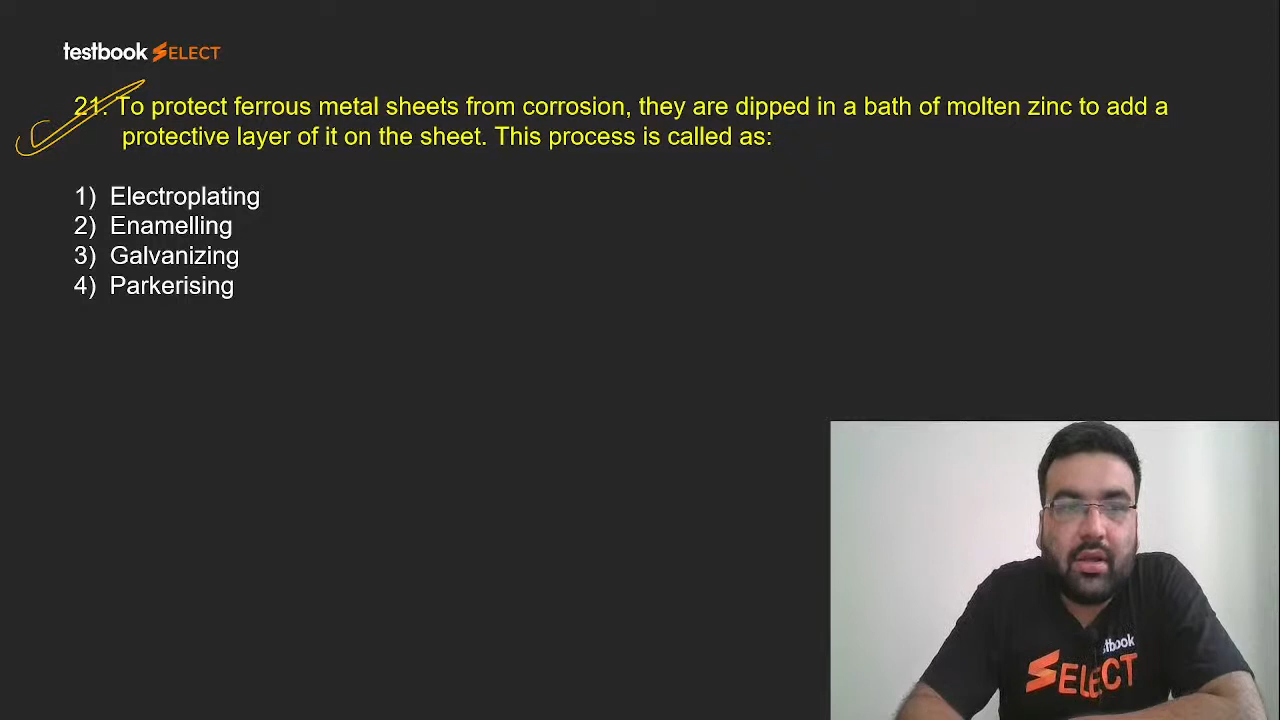 testbook SELECT
21. To protect ferrous metal sheets from corrosion, they are dipped in a bath of molten zinc to add a
protective layer of it on the sheet. This process is called as:
1) Electroplating
2) Enamelling
3) Galvanizing
4) Parkerising
stbook
SELECT